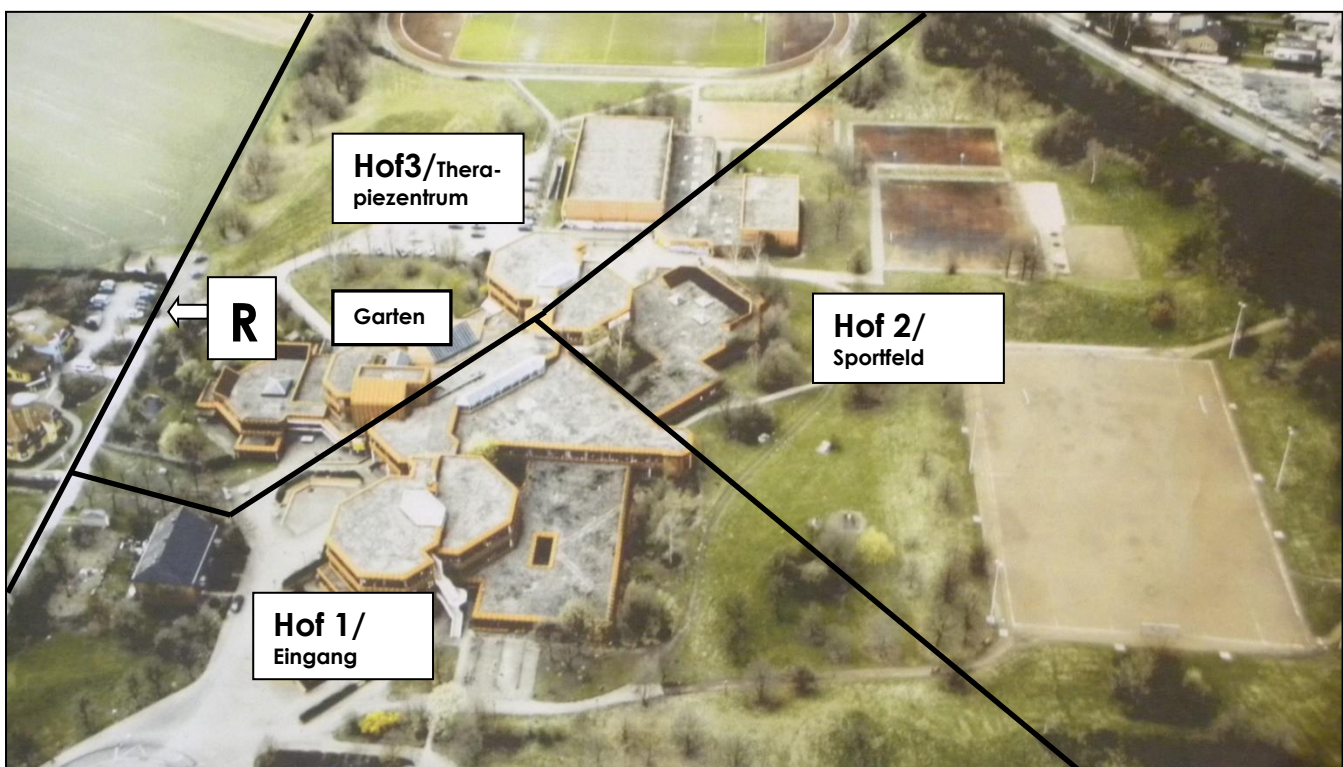 Hof3/Thera-
piezentrum
R
Garten
Hof 2/
Sportfeld
Hof 1/
Eingang